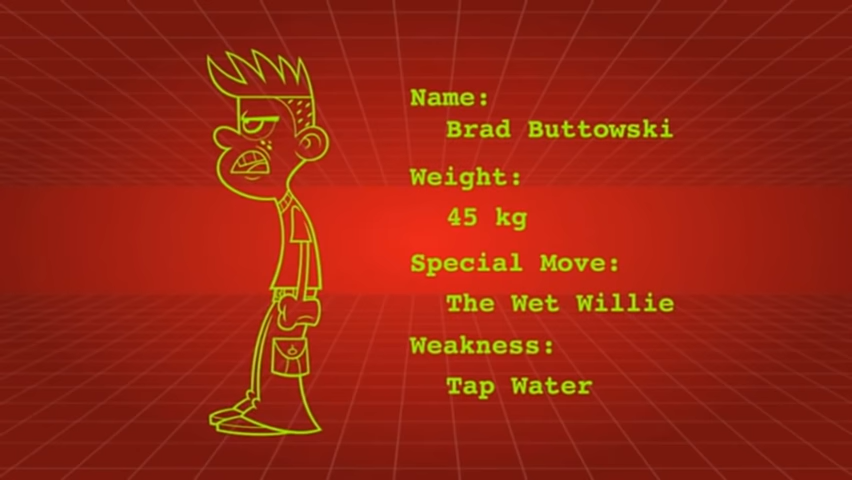 Name:
Brad Buttowski
Weight:
45 kg
Special Move:
The Wet Willie
Weakness:
Tap Water